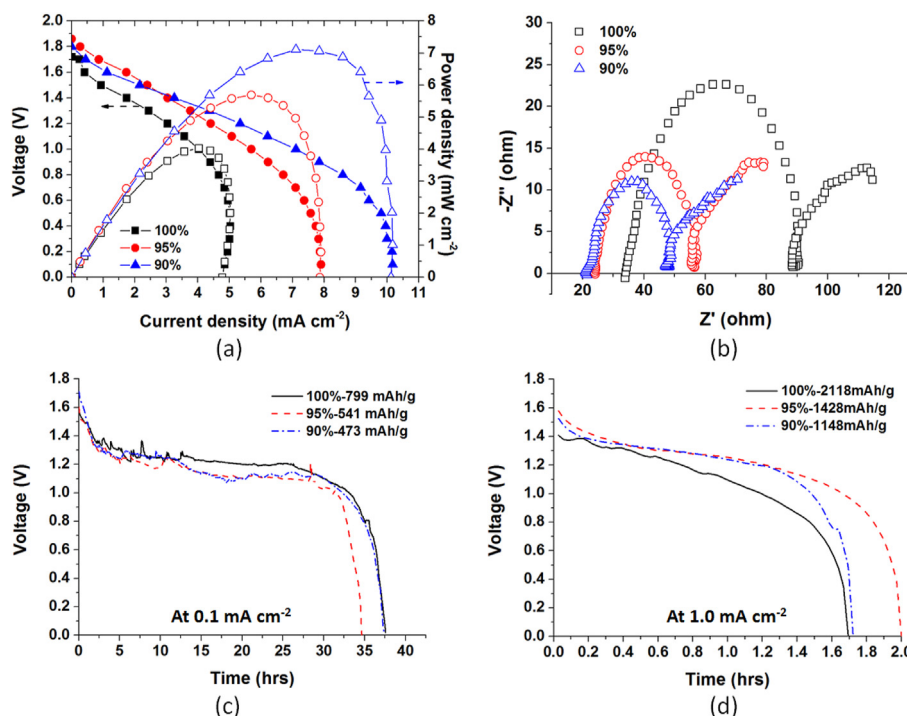 2.0
1.8
1.6
1.4
1.2
1.0
0.8
0.6
0.4
0.2
0.0
Voltage (V)
100%
95%
90%
0 1 2 3 4 5 6 7 8 9 10 11
Current density (mA cm⁻²)
8
7
6
5
4
3
2
1
0
Power density (mW cm⁻²)
(a)
30
25
20
15
10
5
0
-Z'' (ohm)
100%
95%
90%
0 20 40 60 80 100 120
Z' (ohm)
(b)
1.8
1.6
1.4
1.2
1.0
0.8
0.6
0.4
0.2
0.0
Voltage (V)
100%-799 mAh/g
95%-541 mAh/g
90%-473 mAh/g
At 0.1 mA cm⁻²
0 5 10 15 20 25 30 35 40
Time (hrs)
(c)
1.8
1.6
1.4
1.2
1.0
0.8
0.6
0.4
0.2
0.0
Voltage (V)
100%-2118mAh/g
95%-1428mAh/g
90%-1148mAh/g
At 1.0 mA cm⁻²
0.0 0.2 0.4 0.6 0.8 1.0 1.2 1.4 1.6 1.8 2.0
Time (hrs)
(d)